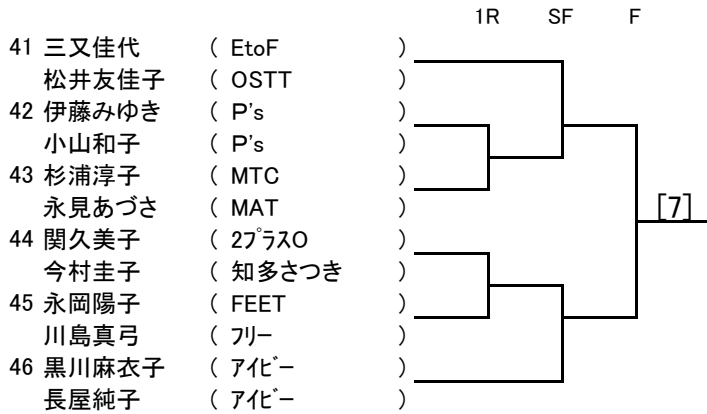 1R SF F
41 三又佳代 ( EtoF )
松井友佳子 ( OSTT )
42 伊藤みゆき ( P's )
小山和子 ( P's )
43 杉浦淳子 ( MTC )
永見あづさ ( MAT )
[7]
44 関久美子 ( 2ﾌﾟﾗｽO )
今村圭子 ( 知多さつき )
45 永岡陽子 ( FEET )
川島真弓 ( ﾌﾘｰ )
46 黒川麻衣子 ( ｱｲﾋﾞｰ )
長屋純子 ( ｱｲﾋﾞｰ )